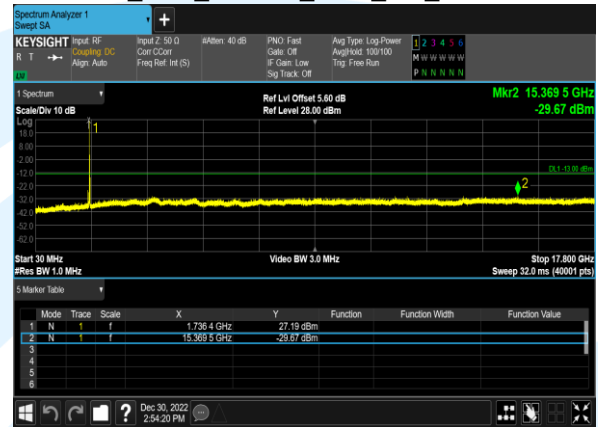 Spectrum Analyzer 1
Swept SA
+
KEYSIGHT Input: RF Input Z: 50 Ω #Atten: 40 dB PNO: Fast Avg Type: Log-Power 1 2 3 4 5 6
R T Coupling: DC Corr CCorr Gate: Off Avg|Hold: 100/100 M W W W W W
Align: Auto Freq Ref: Int (S) IF Gain: Low Trig: Free Run P N N N N N
Sig Track: Off
1 Spectrum Ref Lvl Offset 5.60 dB Mkr2 15.369 5 GHz
Scale/Div 10 dB Ref Level 28.00 dBm -29.67 dBm
Log
18.0
1
8.00
-2.00
-12.0 DL1 -13.00 dBm
-22.0 2
-32.0
-42.0
-52.0
-62.0
Start 30 MHz Video BW 3.0 MHz Stop 17.800 GHz
#Res BW 1.0 MHz Sweep 32.0 ms (40001 pts)
5 Marker Table
Mode Trace Scale X Y Function Function Width Function Value
1 N 1 f 1.736 4 GHz 27.19 dBm
2 N 1 f 15.369 5 GHz -29.67 dBm
3
4
5
6
? Dec 30, 2022
2:54:20 PM